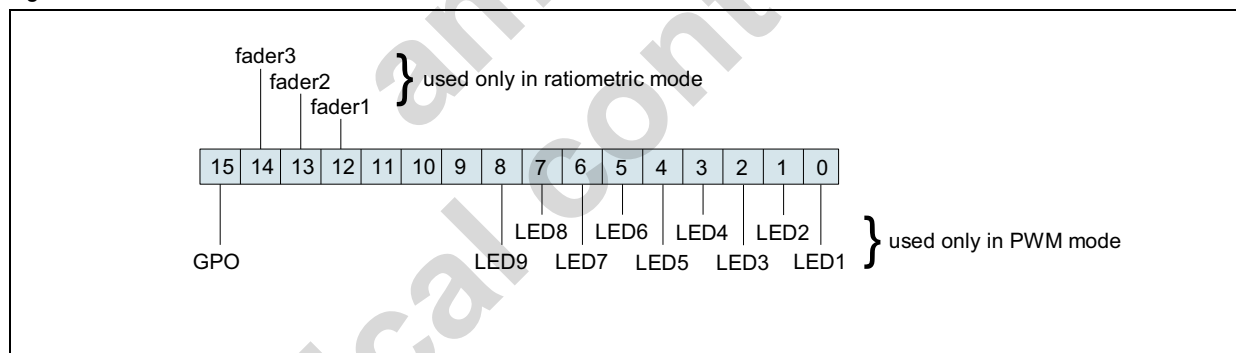 fader3
fader2
fader1
} used only in ratiometric mode
15 14 13 12 11 10 9 8 7 6 5 4 3 2 1 0
LED8 LED6 LED4 LED2
} used only in PWM mode
GPO LED9 LED7 LED5 LED3 LED1